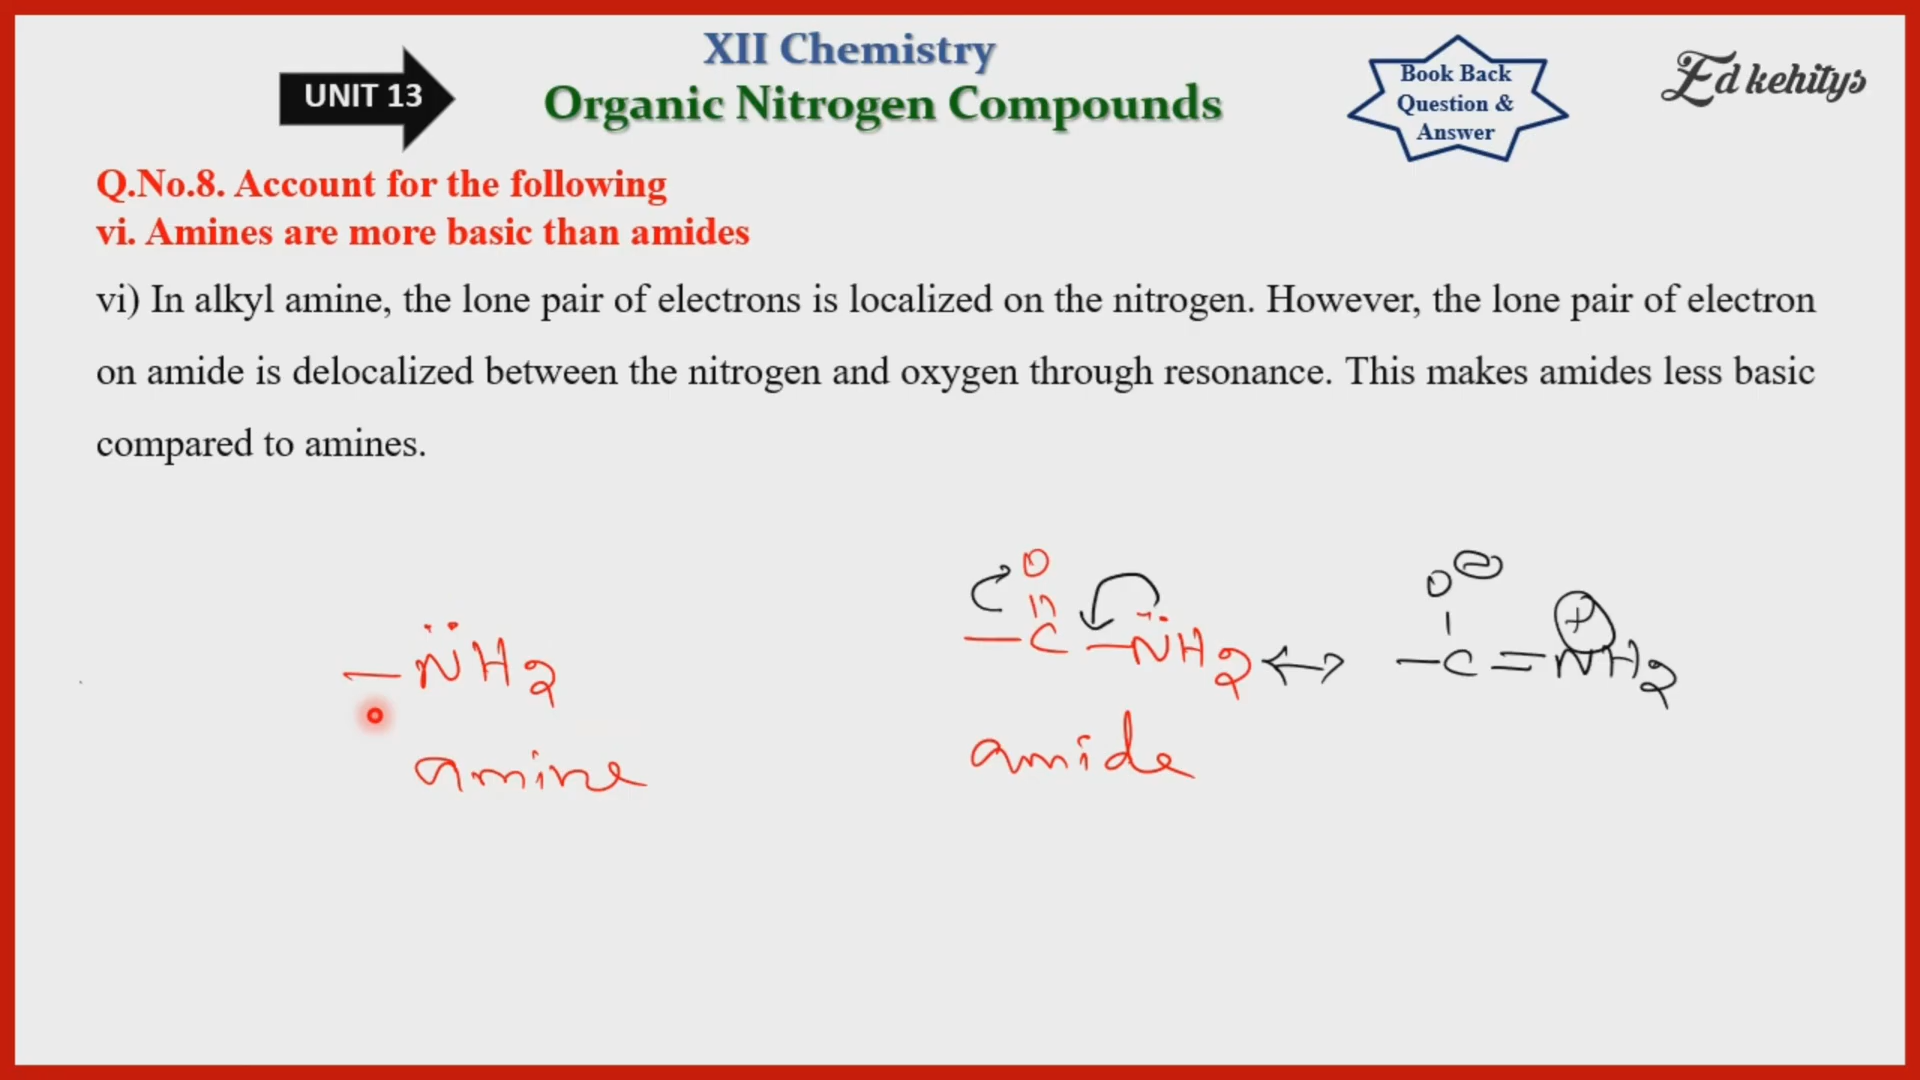 UNIT 13
XII Chemistry
Organic Nitrogen Compounds
Book Back
Question &
Answer
Ed kehitys
Q.No.8. Account for the following
vi. Amines are more basic than amides
vi) In alkyl amine, the lone pair of electrons is localized on the nitrogen. However, the lone pair of electron
on amide is delocalized between the nitrogen and oxygen through resonance. This makes amides less basic
compared to amines.
O
O⊖
—N̈H2
—C—N̈H2 ↔ —C=N⊕H2
amine
amide